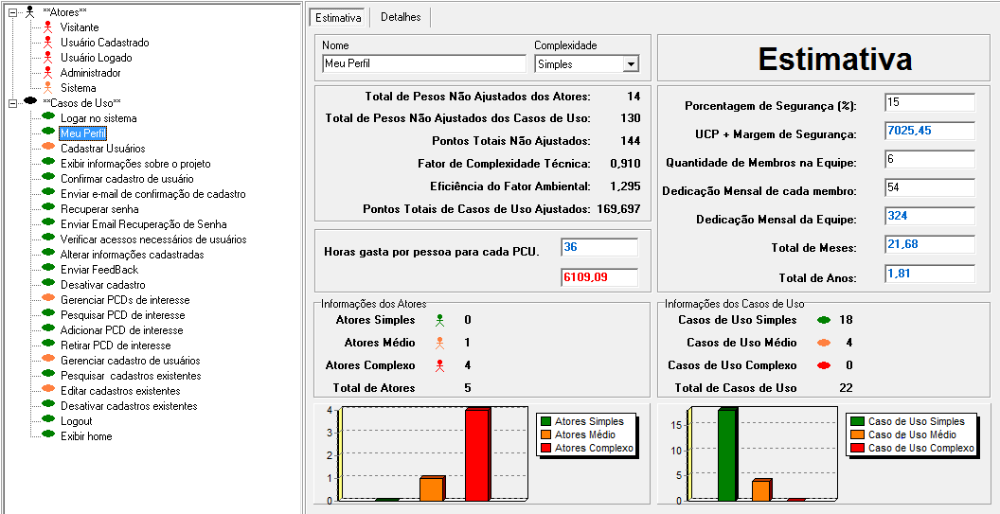 **Atores**
Visitante
Usuário Cadastrado
Usuário Logado
Administrador
Sistema
**Casos de Uso**
Logar no sistema
Meu Perfil
Cadastrar Usuários
Exibir informações sobre o projeto
Confirmar cadastro de usuário
Enviar e-mail de confirmação de cadastro
Recuperar senha
Enviar Email Recuperação de Senha
Verificar acessos necessários de usuários
Alterar informações cadastradas
Enviar FeedBack
Desativar cadastro
Gerenciar PCDs de interesse
Pesquisar PCD de interesse
Adicionar PCD de interesse
Retirar PCD de interesse
Gerenciar cadastro de usuários
Pesquisar  cadastros existentes
Editar cadastros existentes
Desativar cadastros existentes
Logout
Exibir home
Estimativa Detalhes
Nome Complexidade
Meu Perfil Simples
Total de Pesos Não Ajustados dos Atores: 14
Total de Pesos Não Ajustados dos Casos de Uso: 130
Pontos Totais Não Ajustados: 144
Fator de Complexidade Técnica: 0,910
Eficiência do Fator Ambiental: 1,295
Pontos Totais de Casos de Uso Ajustados: 169,697
Horas gasta por pessoa para cada PCU. 36
6109,09
Estimativa
Porcentagem de Segurança (%): 15
UCP + Margem de Segurança: 7025,45
Quantidade de Membros na Equipe: 6
Dedicação Mensal de cada membro: 54
Dedicação Mensal da Equipe: 324
Total de Meses: 21,68
Total de Anos: 1,81
Informações dos Atores
Atores Simples 0
Atores Médio 1
Atores Complexo 4
Total de Atores 5
Informações dos Casos de Uso
Casos de Uso Simples 18
Casos de Uso Médio 4
Casos de Uso Complexo 0
Total de Casos de Uso 22
4
3
2
1
0
Atores Simples
Atores Médio
Atores Complexo
15
10
5
0
Caso de Uso Simples
Caso de Uso Médio
Caso de Uso Complexo